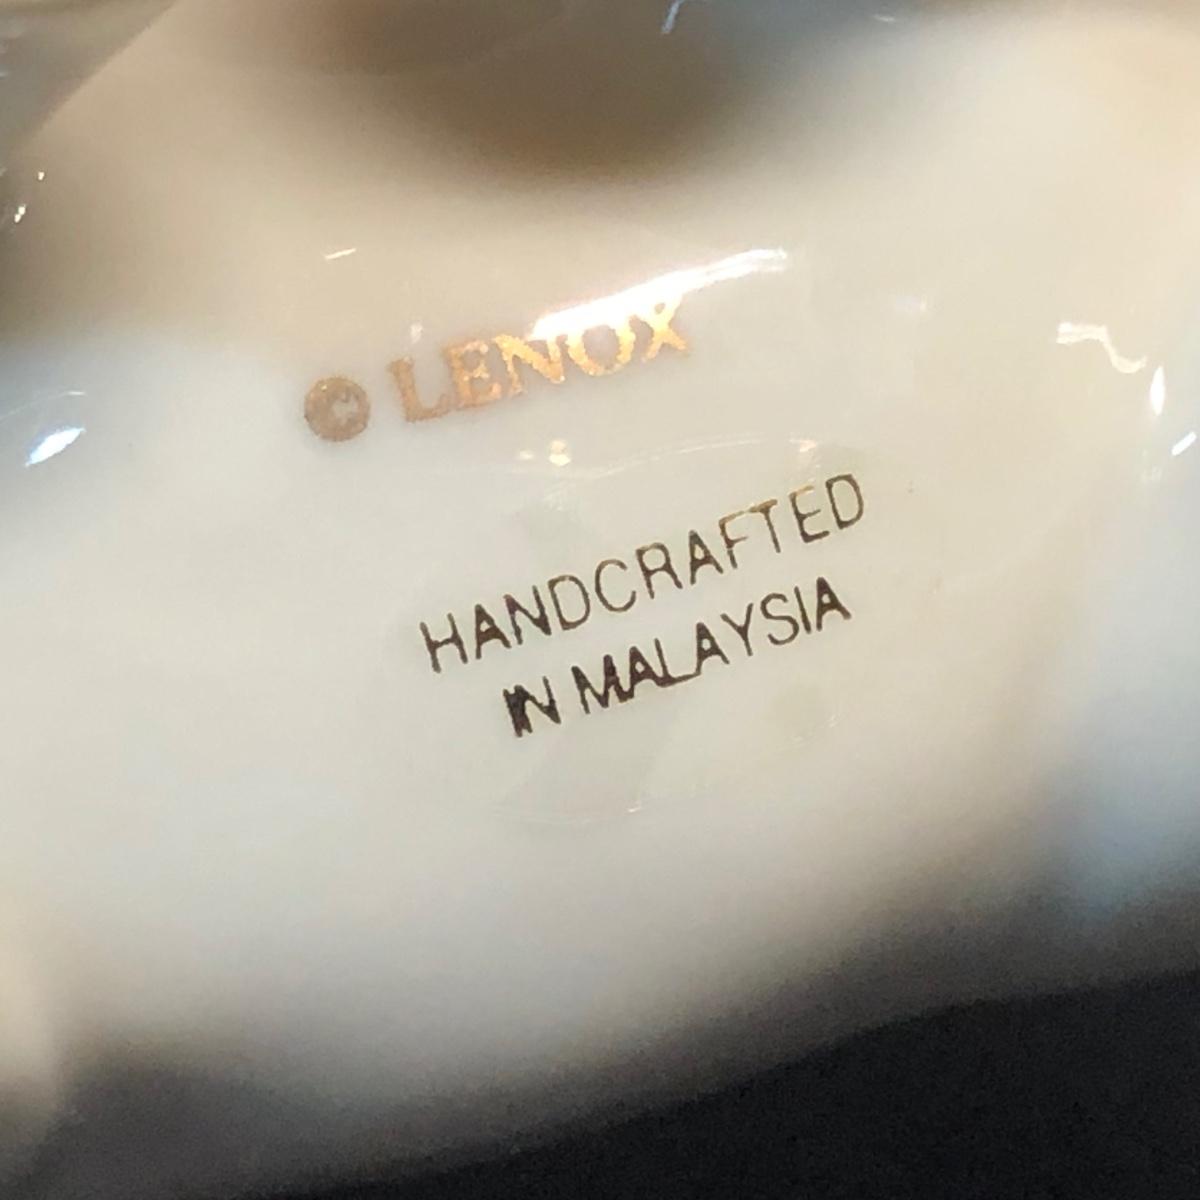 © LENOX
HANDCRAFTED
IN MALAYSIA